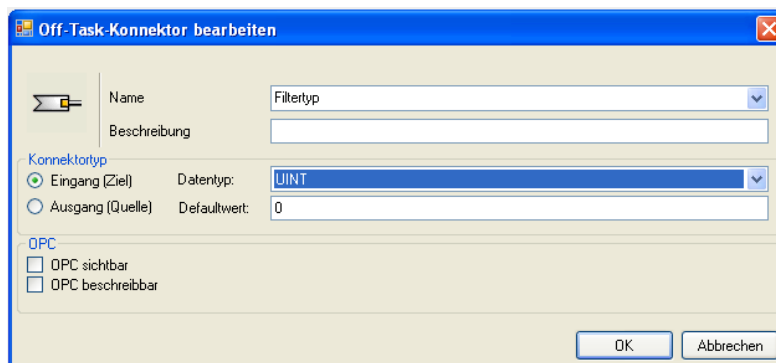 Off-Task-Konnektor bearbeiten
Name Filtertyp
Beschreibung
Konnektortyp
Eingang (Ziel) Datentyp: UINT
Ausgang (Quelle) Defaultwert: 0
OPC
OPC sichtbar
OPC beschreibbar
OK Abbrechen